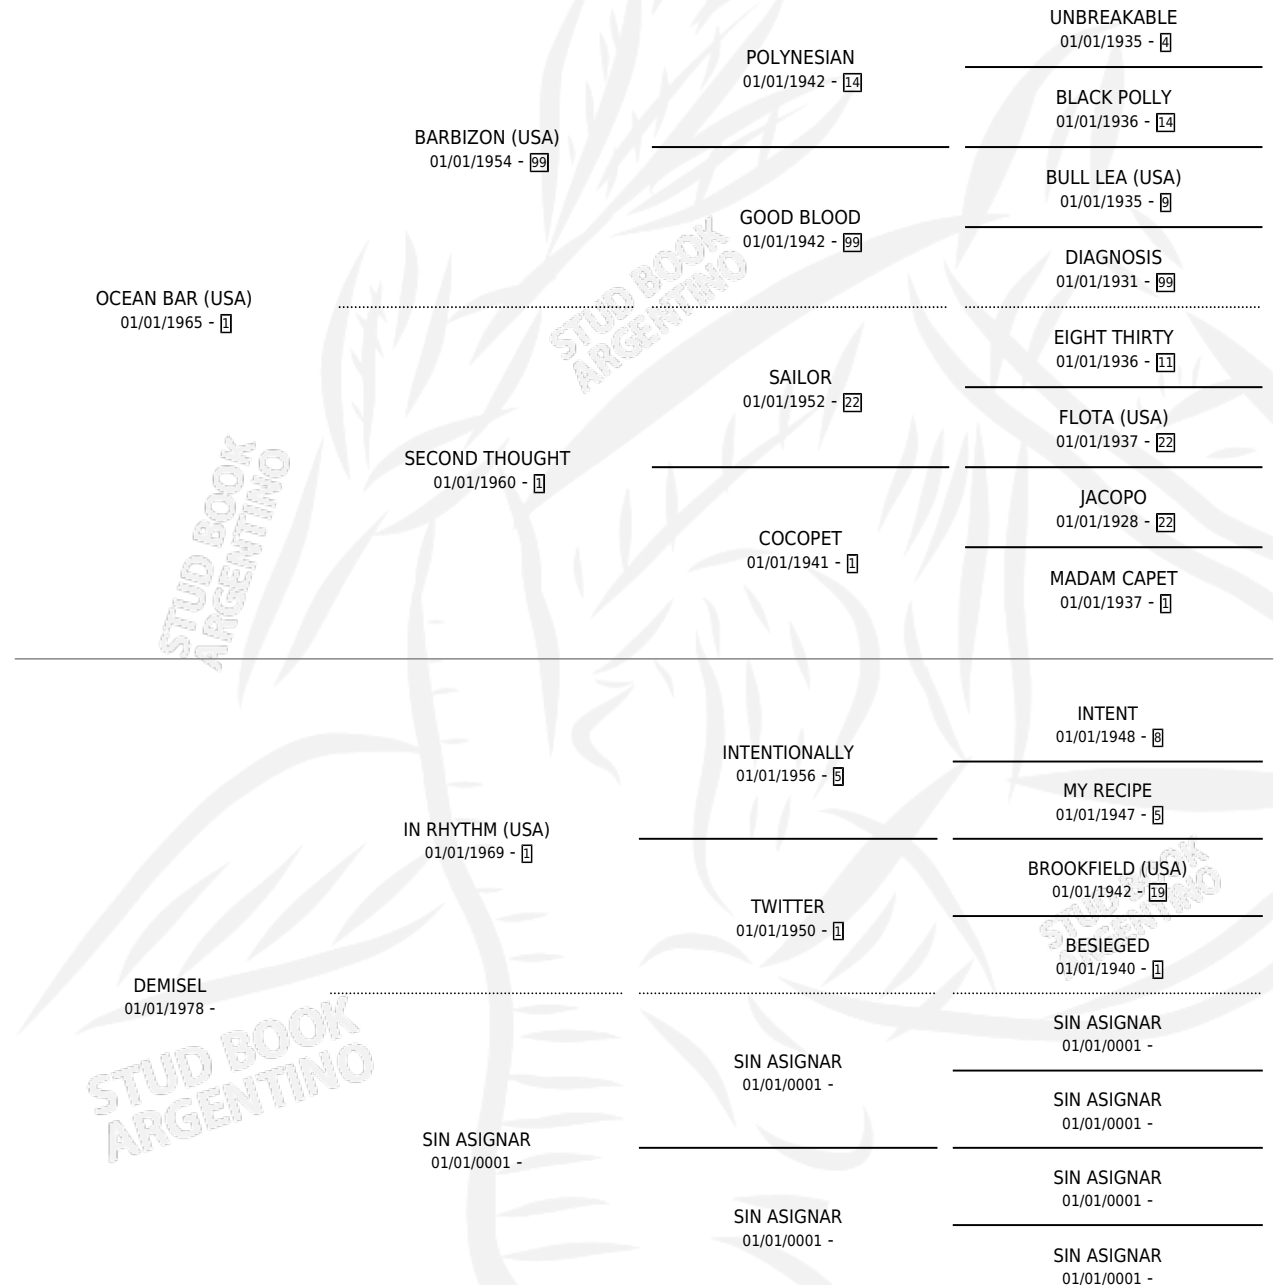 UNBREAKABLE
01/01/1935 - 4
POLYNESIAN
01/01/1942 - 14
BLACK POLLY
01/01/1936 - 14
BARBIZON (USA)
01/01/1954 - 99
BULL LEA (USA)
01/01/1935 - 9
GOOD BLOOD
01/01/1942 - 99
DIAGNOSIS
01/01/1931 - 99
OCEAN BAR (USA)
01/01/1965 - 1
EIGHT THIRTY
01/01/1936 - 11
SAILOR
01/01/1952 - 22
FLOTA (USA)
01/01/1937 - 22
SECOND THOUGHT
01/01/1960 - 1
JACOPO
01/01/1928 - 22
COCOPET
01/01/1941 - 1
MADAM CAPET
01/01/1937 - 1
INTENT
01/01/1948 - 8
INTENTIONALLY
01/01/1956 - 5
MY RECIPE
01/01/1947 - 5
IN RHYTHM (USA)
01/01/1969 - 1
BROOKFIELD (USA)
01/01/1942 - 19
TWITTER
01/01/1950 - 1
BESIEGED
01/01/1940 - 1
DEMISEL
01/01/1978 -
SIN ASIGNAR
01/01/0001 -
SIN ASIGNAR
01/01/0001 -
SIN ASIGNAR
01/01/0001 -
SIN ASIGNAR
01/01/0001 -
SIN ASIGNAR
01/01/0001 -
SIN ASIGNAR
01/01/0001 -
SIN ASIGNAR
01/01/0001 -
STUD BOOK
ARGENTINO
STUD BOOK
ARGENTINO
STUD BOOK
ARGENTINO
STUD BOOK
ARGENTINO